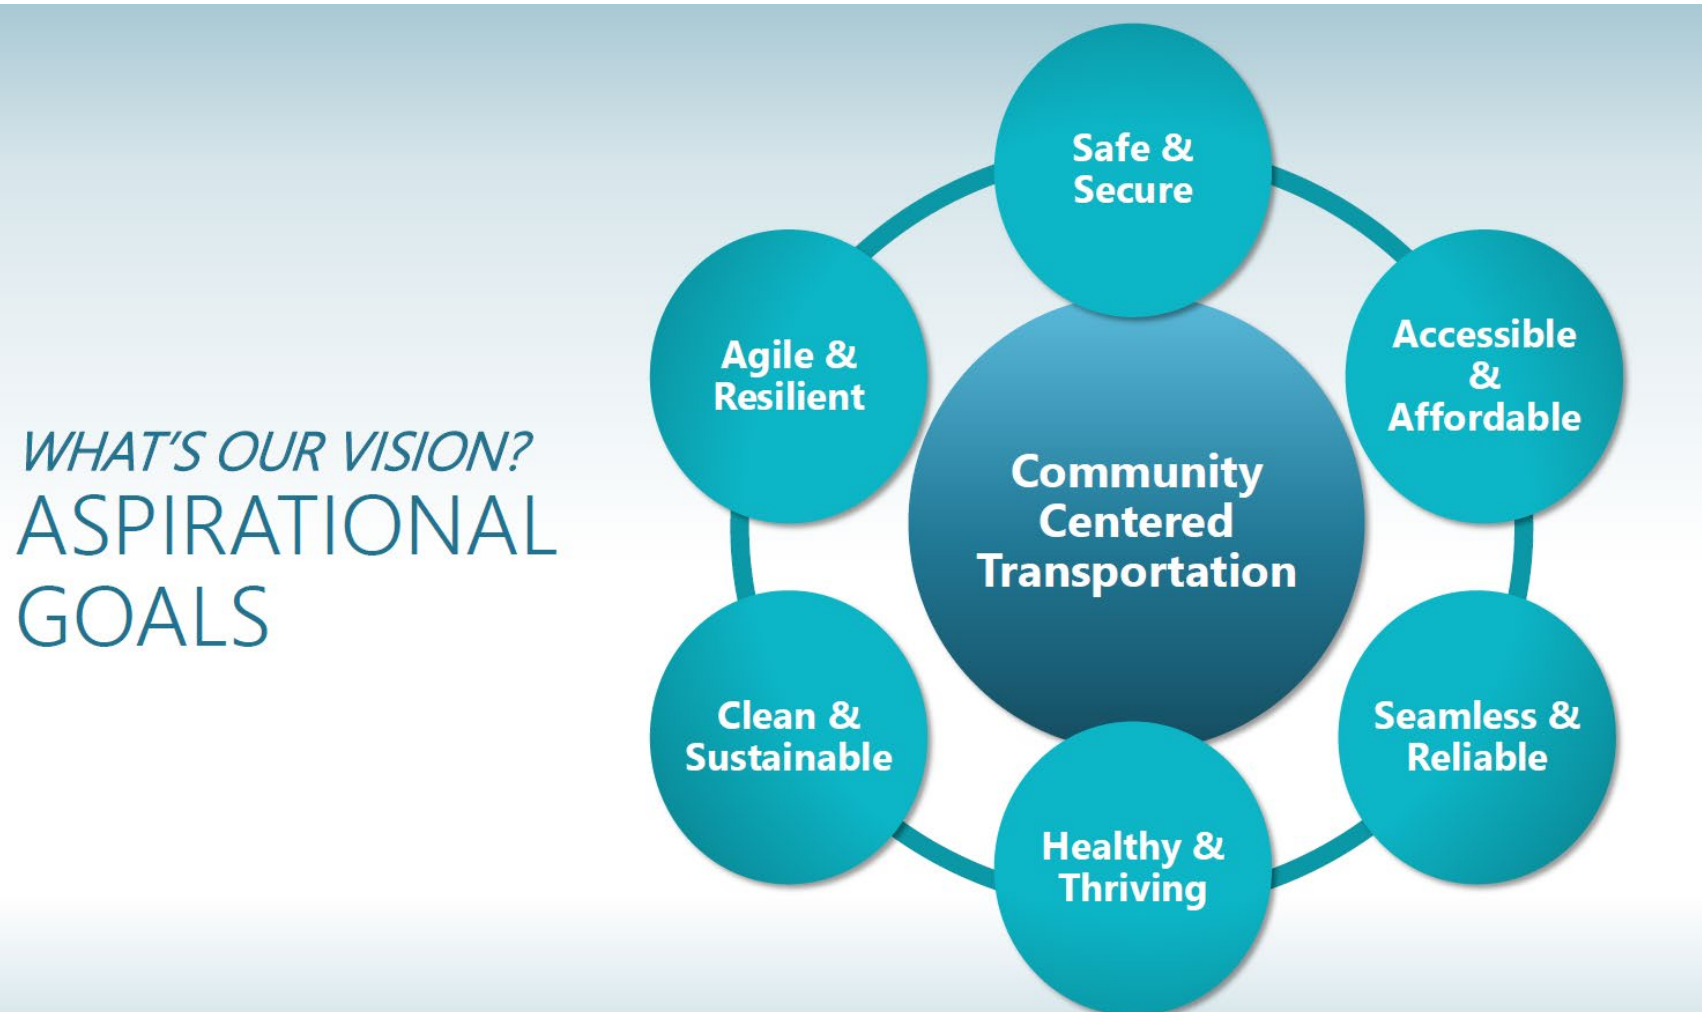 WHAT'S OUR VISION?
ASPIRATIONAL
GOALS
Safe &
Secure
Accessible
&
Affordable
Seamless &
Reliable
Healthy &
Thriving
Clean &
Sustainable
Agile &
Resilient
Community
Centered
Transportation